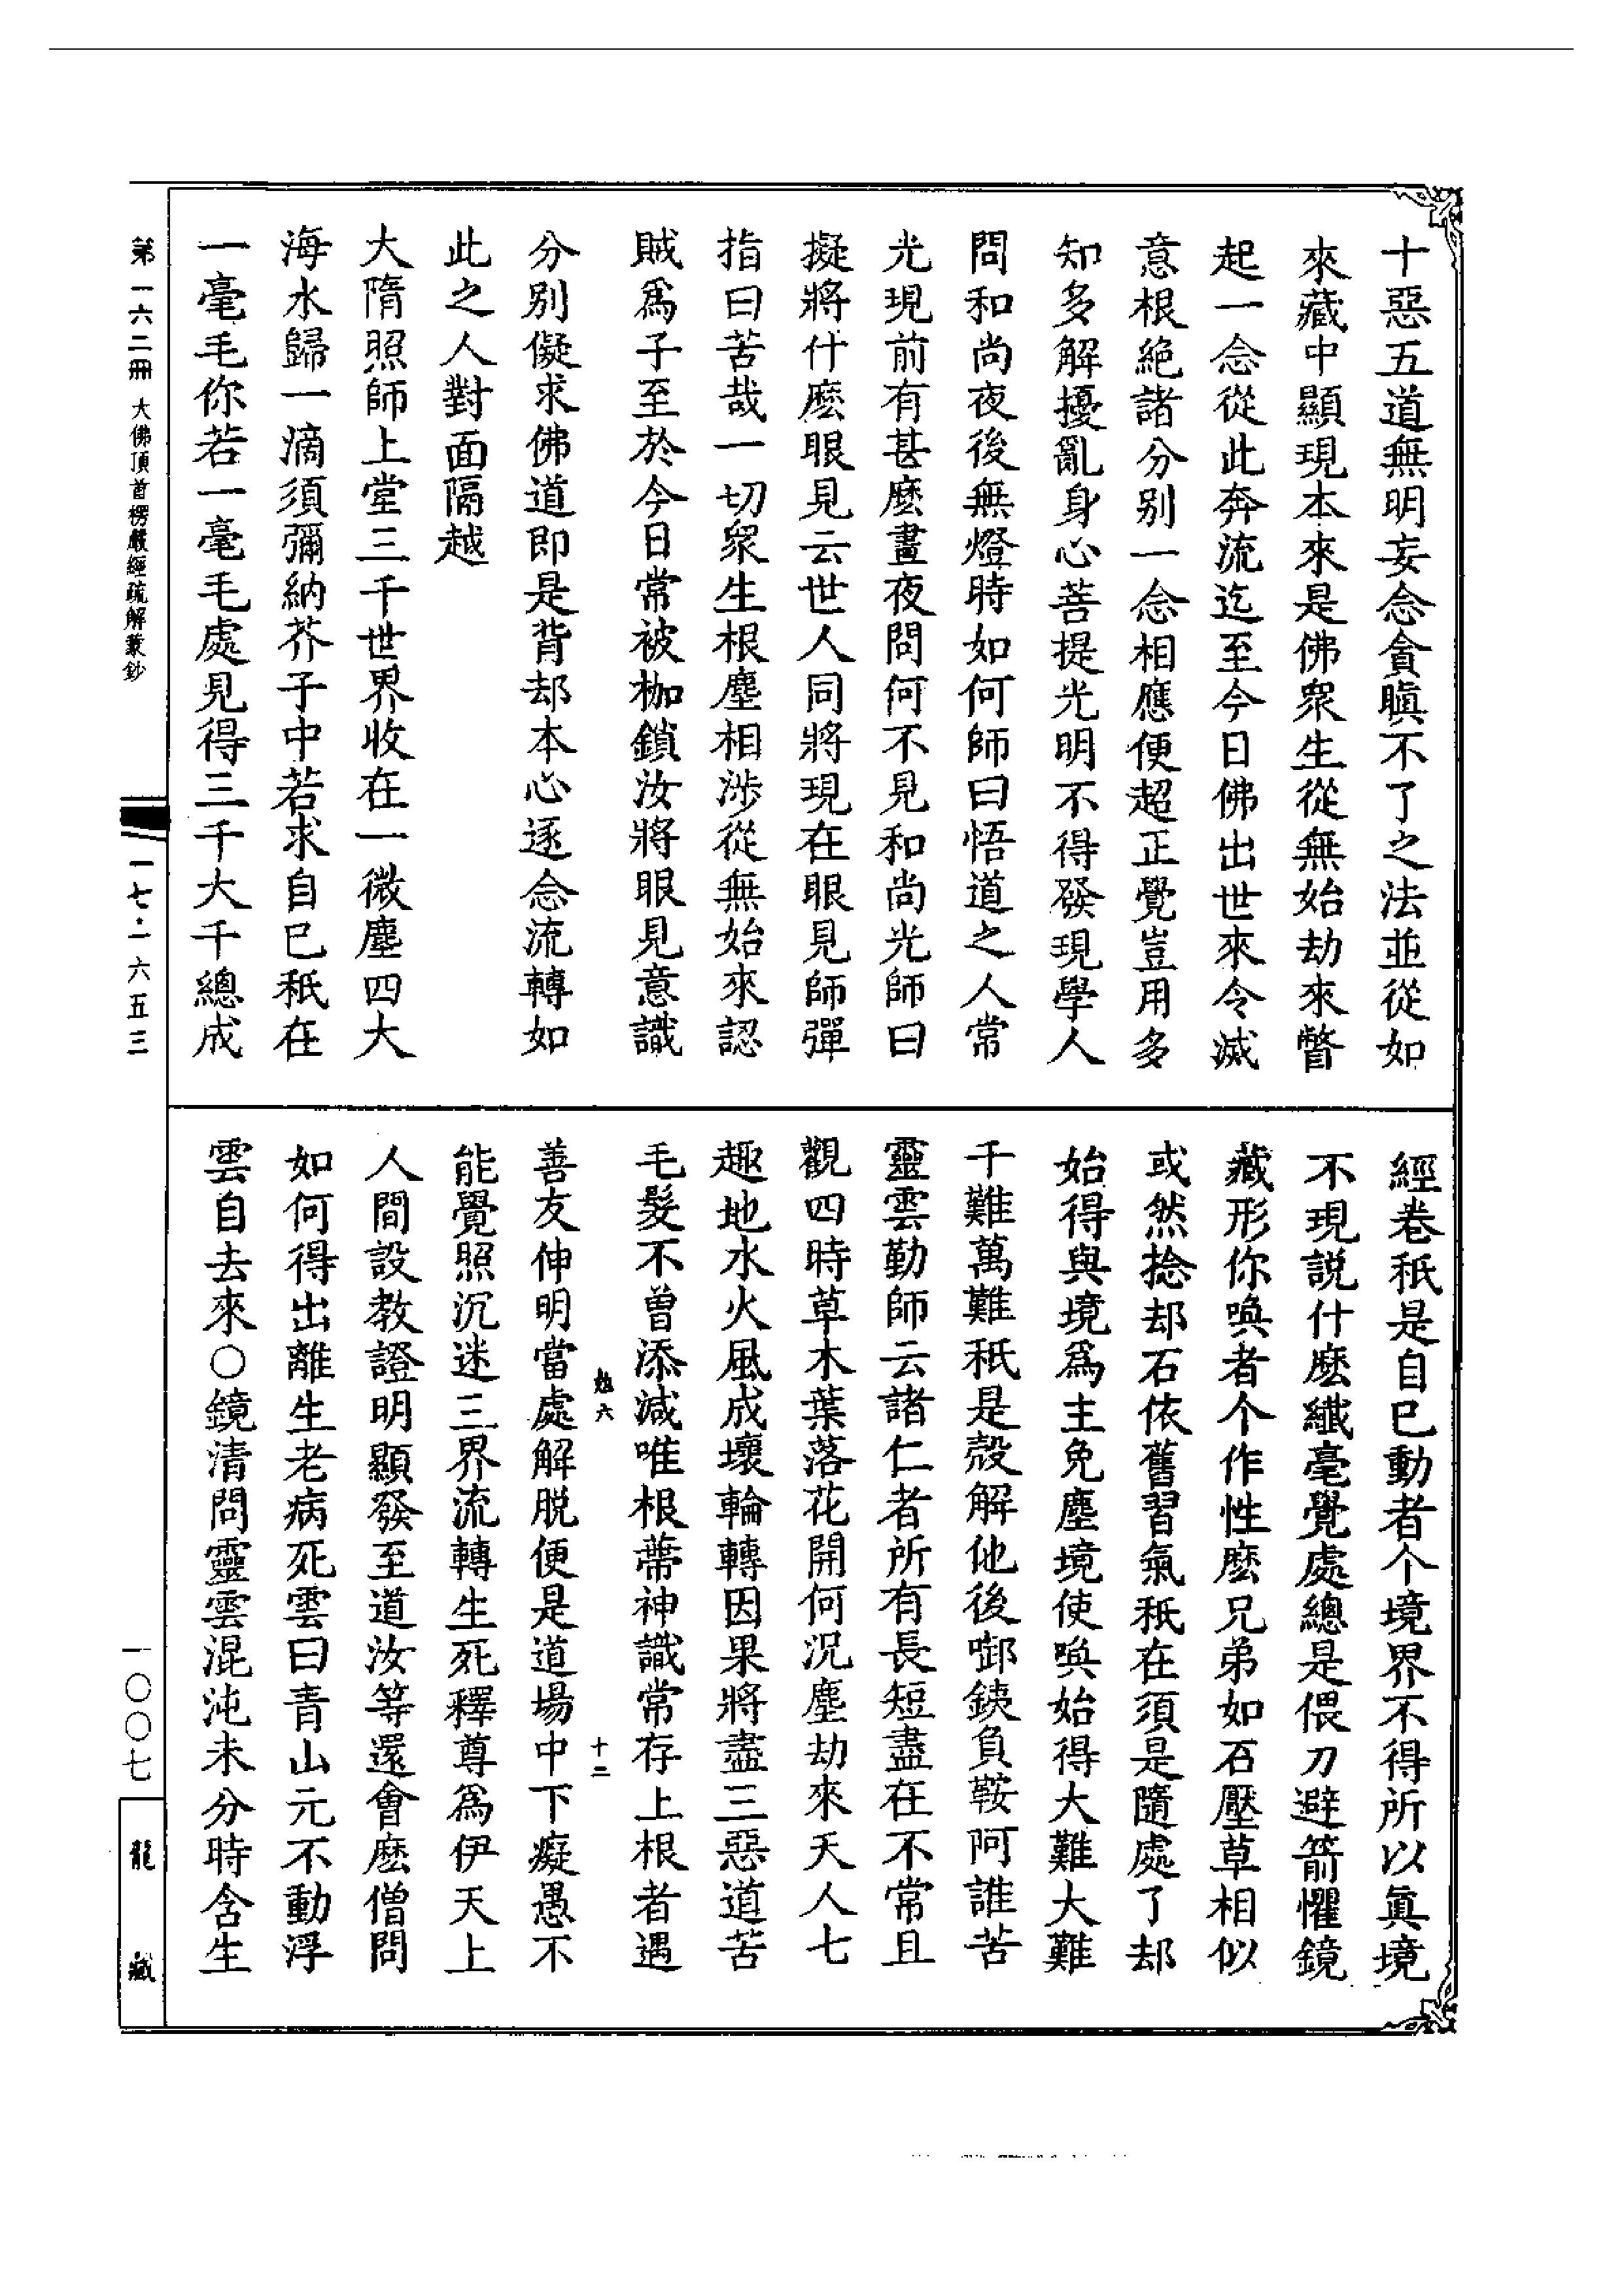 十惡五道無明妄念貪瞋不了之法並從如
來藏中顯現本來是佛衆生從無始劫來瞥
起一念從此奔流迄至今日佛出世來令滅
意根絶諸分别一念相應便超正覺豈用多
知多解擾亂身心菩提光明不得發現學人
問和尚夜後無燈時如何師曰悟道之人常
光現前有甚麽晝夜問何不見和尚光師曰
擬將什麽眼見云世人同將現在眼見師彈
指曰苦哉一切衆生根塵相涉從無始來認
賊爲子至於今日常被枷鎖汝將眼見意識
分别儗求佛道即是背却本心逐念流轉如
此之人對面隔越
大隋照師上堂三千世界收在一微塵四大
海水歸一滴須彌納芥子中若求自已秖在
一毫毛你若一毫毛處見得三千大千總成
經卷秖是自已動者个境界不得所以眞境
不現説什麽纖毫覺處總是偎刀避箭懼鏡
藏形你喚者个作性麽兄弟如石壓草相似
或然捻却石依舊習氣秖在須是隨處了却
始得與境爲主免塵境使喚始得大難大難
千難萬難秖是殼解他後啣鋏負鞍阿誰苦
靈雲勤師云諸仁者所有長短盡在不常且
觀四時草木葉落花開何況塵劫來天人七
趣地水火風成壞輪轉因果將盡三惡道苦
毛髮不曾添減唯根蔕神識常存上根者遇
尅六
十二
善友伸明當處解脱便是道場中下癡愚不
能覺照沉迷三界流轉生死釋尊爲伊天上
人間設教證明顯發至道汝等還會麽僧問
如何得出離生老病死雲曰青山元不動浮
雲自去來○鏡清問靈雲混沌未分時含生
第一六二冊 大佛頂首楞嚴經疏解蒙鈔
一七·一六五三
一〇〇七
龍藏